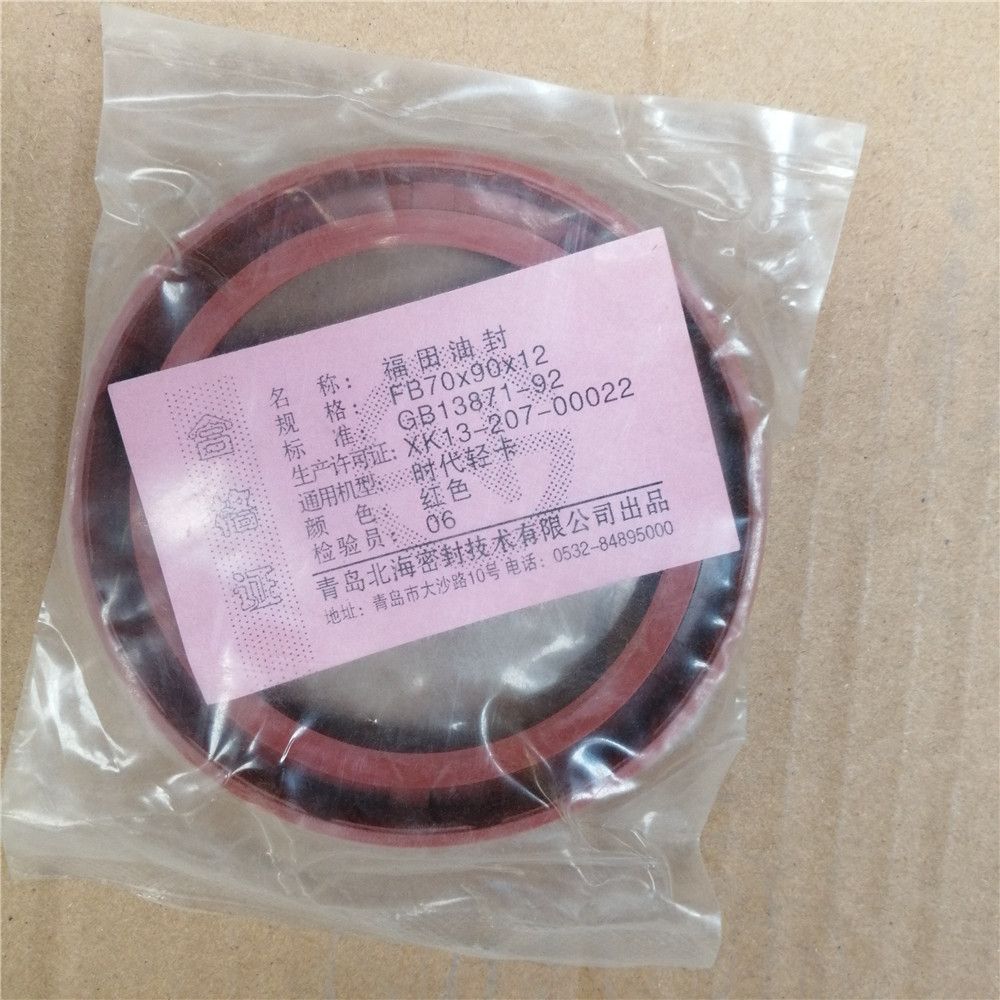 合格证
名 称: 福田油封
规 格: FB70x90x12
标 准: GB13871-92
生产许可证: XK13-207-00022
通用机型: 时代轻卡
颜 色: 红色
检验员: 06
青岛北海密封技术有限公司出品
地址: 青岛市大沙路10号 电话: 0532-84895000